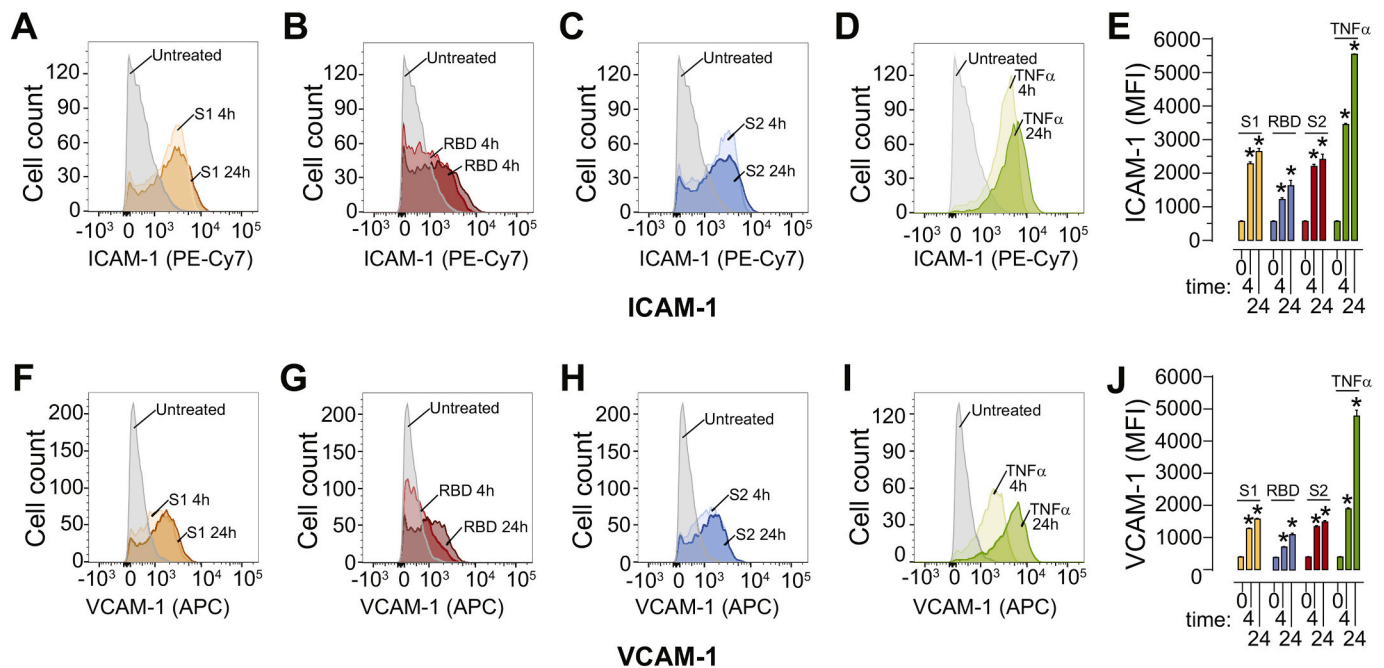 A
Cell count
120
90
60
30
0
Untreated
S1 4h
S1 24h
-10³ 0 10³ 10⁴ 10⁵
ICAM-1 (PE-Cy7)
B
Cell count
120
90
60
30
0
Untreated
RBD 4h
RBD 4h
-10³ 0 10³ 10⁴ 10⁵
ICAM-1 (PE-Cy7)
C
Cell count
120
90
60
30
0
Untreated
S2 4h
S2 24h
-10³ 0 10³ 10⁴ 10⁵
ICAM-1 (PE-Cy7)
D
Cell count
120
90
60
30
0
Untreated
TNFα
4h
TNFα
24h
-10³ 0 10³ 10⁴ 10⁵
ICAM-1 (PE-Cy7)
E
ICAM-1 (MFI)
6000
5000
4000
3000
2000
1000
0
S1 RBD S2 TNFα
* * * * * * * *
time:
0 0 0 0
4 4 4 4
24 24 24 24
ICAM-1
F
Cell count
200
150
100
50
0
Untreated
S1 4h
S1 24h
-10³ 0 10³ 10⁴ 10⁵
VCAM-1 (APC)
G
Cell count
200
150
100
50
0
Untreated
RBD 4h
RBD 24h
-10³ 0 10³ 10⁴ 10⁵
VCAM-1 (APC)
H
Cell count
200
150
100
50
0
Untreated
S2 4h
S2 24h
-10³ 0 10³ 10⁴ 10⁵
VCAM-1 (APC)
I
Cell count
120
90
60
30
0
Untreated
TNFα
4h
TNFα
24h
-10³ 0 10³ 10⁴ 10⁵
VCAM-1 (APC)
J
VCAM-1 (MFI)
6000
5000
4000
3000
2000
1000
0
S1 RBD S2 TNFα
* * * * * * * *
time:
0 0 0 0
4 4 4 4
24 24 24 24
VCAM-1